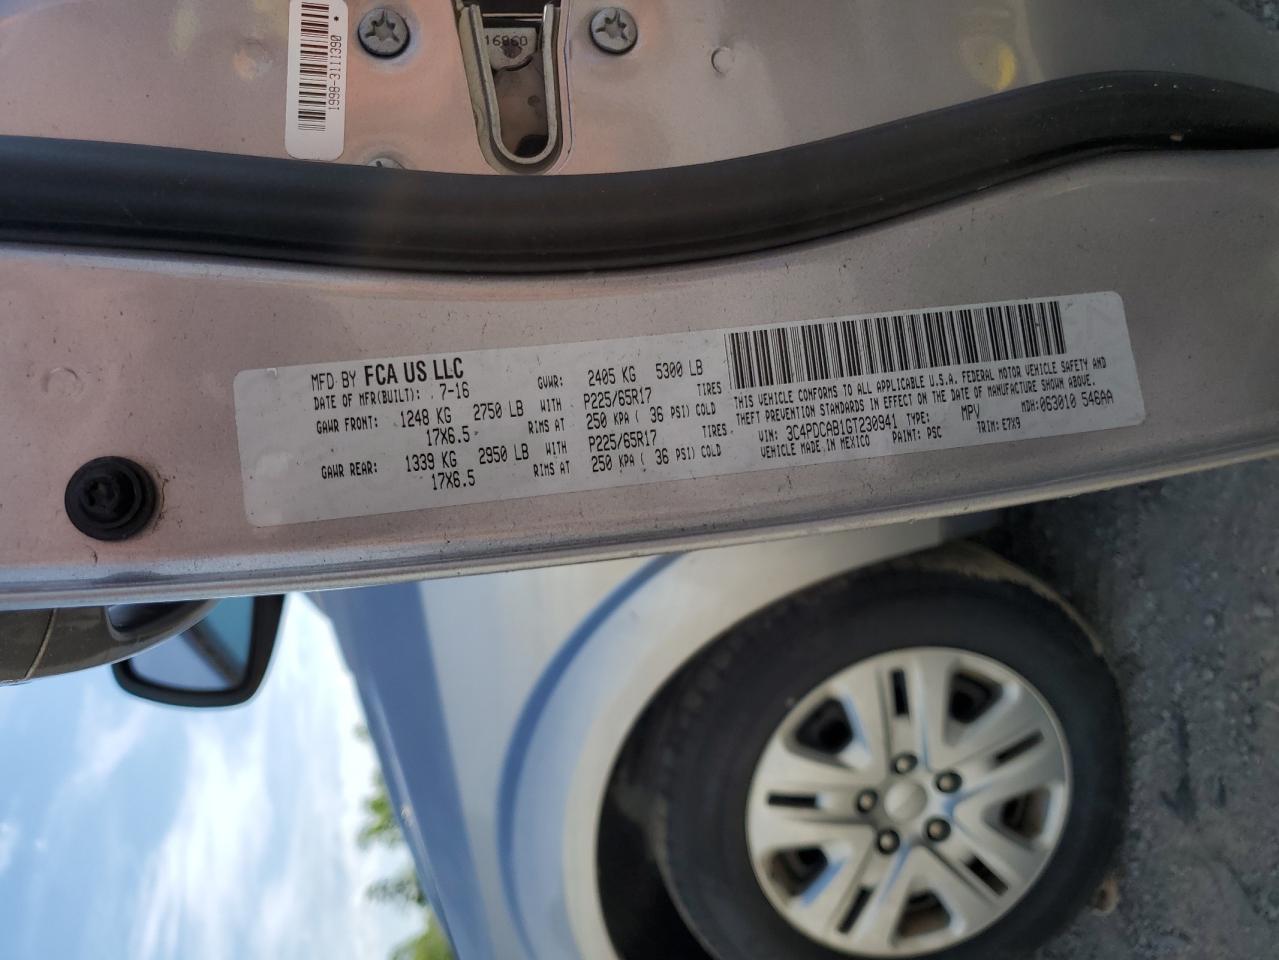 1998-3111390
16860
MFD BY FCA US LLC
DATE OF MFR(BUILT): 7-16 GVWR: 2405 KG 5300 LB
GAWR FRONT: 1248 KG 2750 LB WITH P225/65R17 TIRES
17X6.5 RIMS AT 250 KPA ( 36 PSI) COLD
GAWR REAR: 1339 KG 2950 LB WITH P225/65R17 TIRES
17X6.5 RIMS AT 250 KPA ( 36 PSI) COLD
THIS VEHICLE CONFORMS TO ALL APPLICABLE U.S.A. FEDERAL MOTOR VEHICLE SAFETY AND
THEFT PREVENTION STANDARDS IN EFFECT ON THE DATE OF MANUFACTURE SHOWN ABOVE.
VIN: 3C4PDCAB1GT230941 TYPE: MPV MDH: 063010 546AA
VEHICLE MADE IN MEXICO PAINT: PSC TRIM: E7X9